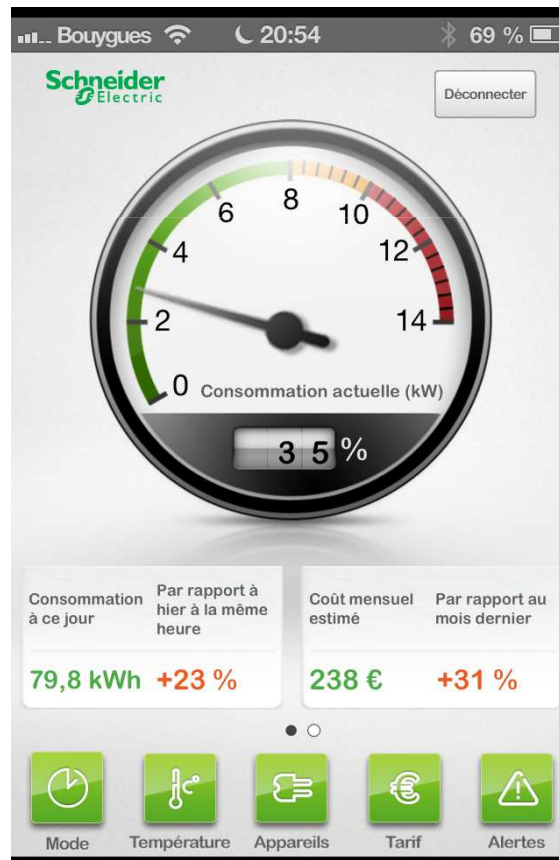 Bouygues 20:54 69 %
Schneider
Electric
Déconnecter
8
6
10
4
12
2
14
0
Consommation actuelle (kW)
3 5 %
Consommation
à ce jour
Par rapport à
hier à la même
heure
Coût mensuel
estimé
Par rapport au
mois dernier
79,8 kWh +23 %
238 € +31 %
Mode Température Appareils Tarif Alertes